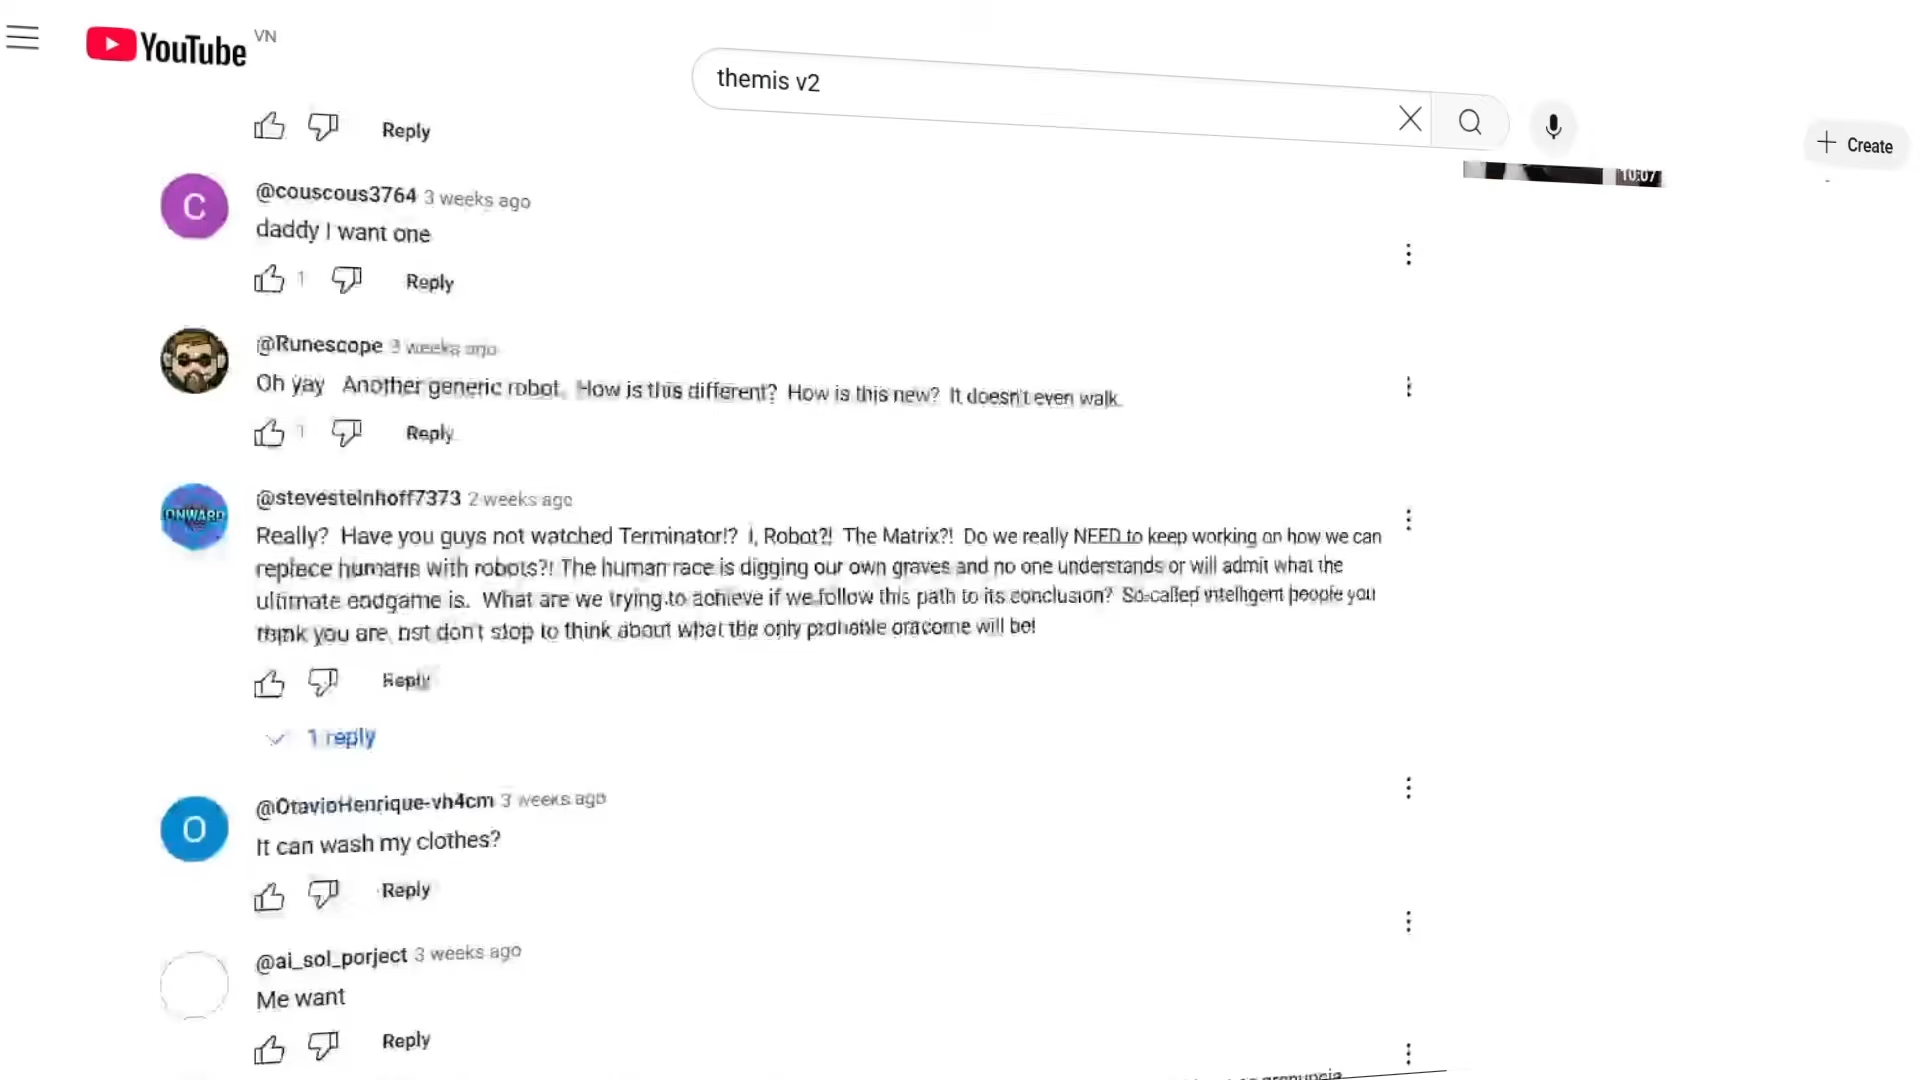 YouTube VN
themis v2
Create
Reply
10:07
C
@couscous3764 3 weeks ago
daddy I want one
1 Reply
@Runescope 3 weeks ago
Oh yay Another generic robot. How is this different? How is this new? It doesn't even walk.
1 Reply
ONWARD
@stevesteinhoff7373 2 weeks ago
Really? Have you guys not watched Terminator!? I, Robot?! The Matrix?! Do we really NEED to keep working on how we can
replace humans with robots?! The human race is digging our own graves and no one understands or will admit what the
ultimate endgame is. What are we trying to achieve if we follow this path to its conclusion? So-called intelligent people you
think you are, don't stop to think about what the only probable will be!
Reply
1 reply
O
@OtavioHenrique-vh4cm 3 weeks ago
It can wash my clothes?
Reply
@ai_sol_porject 3 weeks ago
Me want
Reply